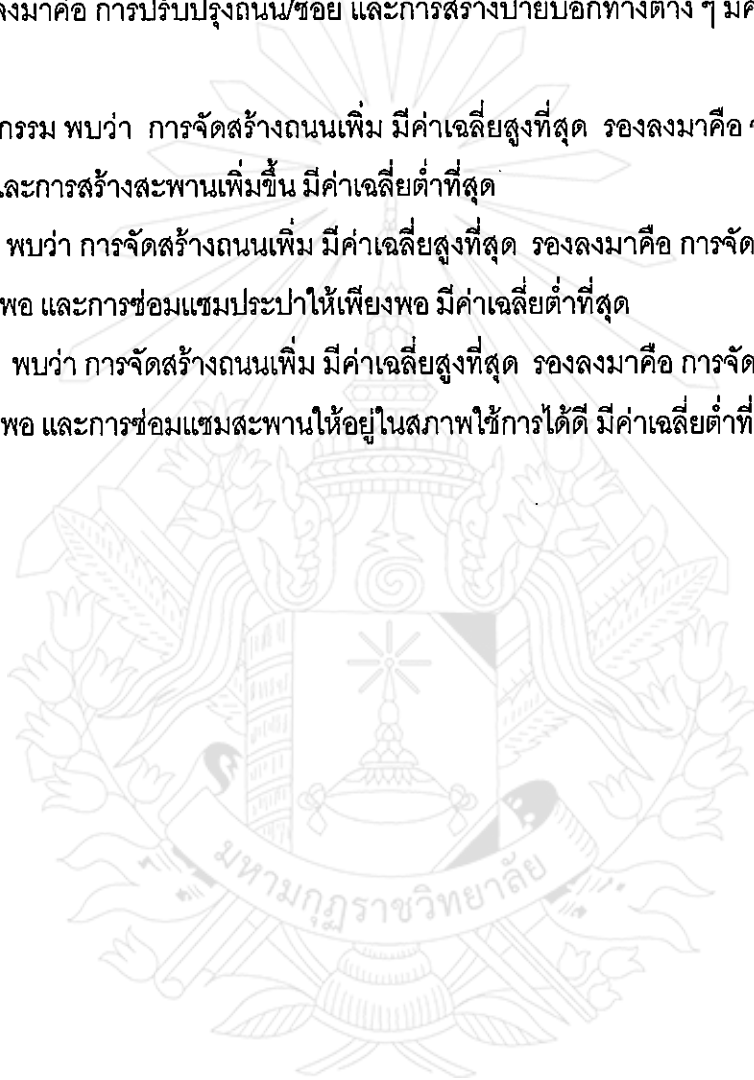 ลงมาคือ การปรับปรุงถนน/ซอย และการสร้างป้ายบอกทางต่าง ๆ มีค
กรรม พบว่า การจัดสร้างถนนเพิ่ม มีค่าเฉลี่ยสูงที่สุด รองลงมาคือ
และการสร้างสะพานเพิ่มขึ้น มีค่าเฉลี่ยต่ำที่สุด
พบว่า การจัดสร้างถนนเพิ่ม มีค่าเฉลี่ยสูงที่สุด รองลงมาคือ การจัด
พอ และการซ่อมแซมประปาให้เพียงพอ มีค่าเฉลี่ยต่ำที่สุด
พบว่า การจัดสร้างถนนเพิ่ม มีค่าเฉลี่ยสูงที่สุด รองลงมาคือ การจัด
พอ และการซ่อมแซมสะพานให้อยู่ในสภาพใช้การได้ดี มีค่าเฉลี่ยต่ำที่
มหามกุฏราชวิทยาลัย